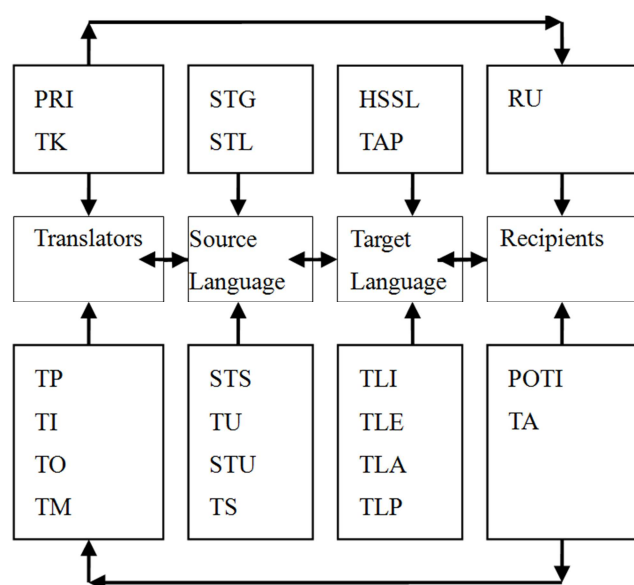 PRI
TK
STG
STL
HSSL
TAP
RU
Translators
Source
Language
Target
Language
Recipients
TP
TI
TO
TM
STS
TU
STU
TS
TLI
TLE
TLA
TLP
POTI
TA